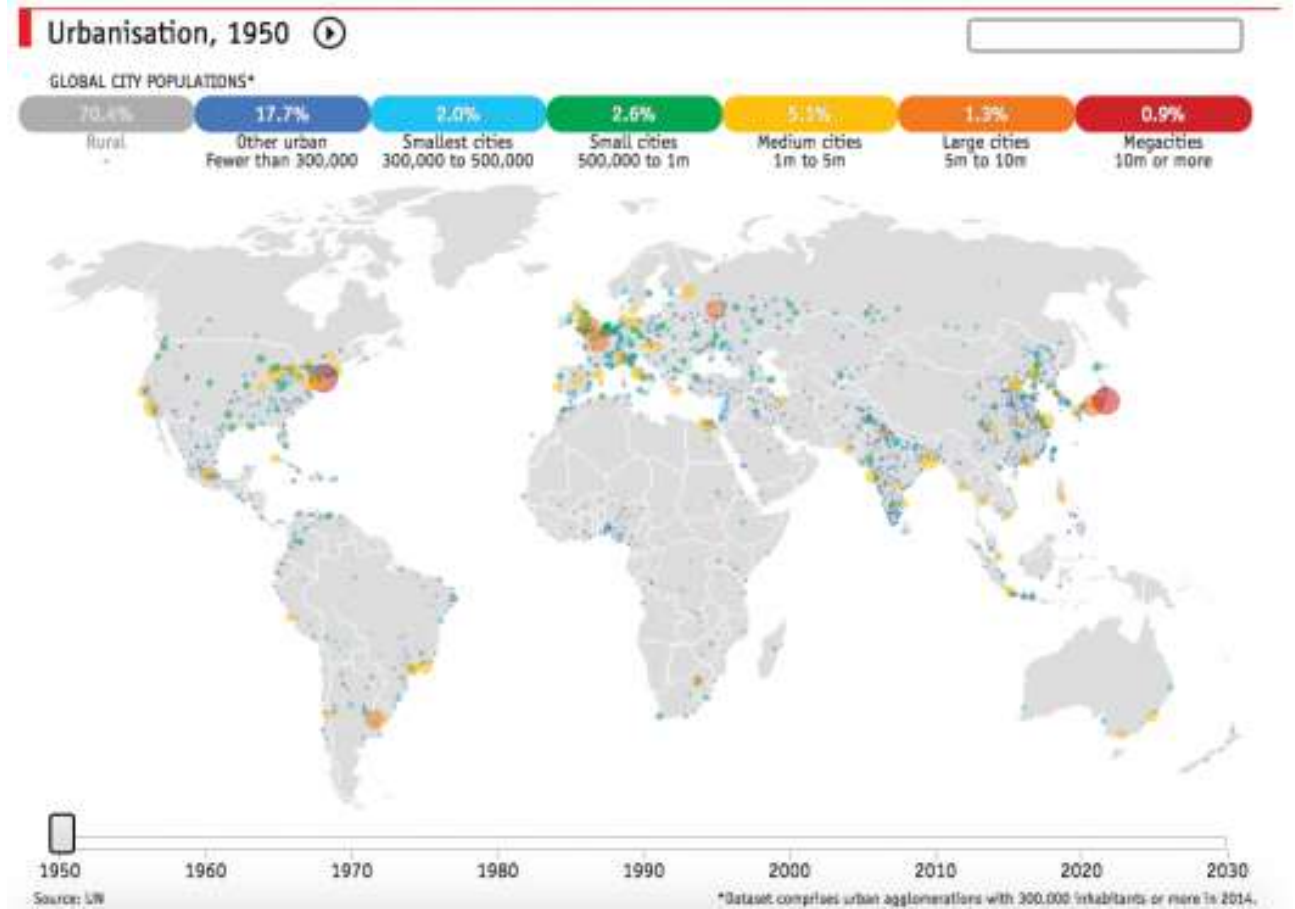 Urbanisation, 1950
GLOBAL CITY POPULATIONS*
70.4% 17.7% 2.0% 2.6% 5.1% 1.3% 0.9%
Rural Other urban Smallest cities Small cities Medium cities Large cities Megacities
Fewer than 300,000 300,000 to 500,000 500,000 to 1m 1m to 5m 5m to 10m 10m or more
1950 1960 1970 1980 1990 2000 2010 2020 2030
Source: UN *Dataset comprises urban agglomerations with 300,000 inhabitants or more in 2014.